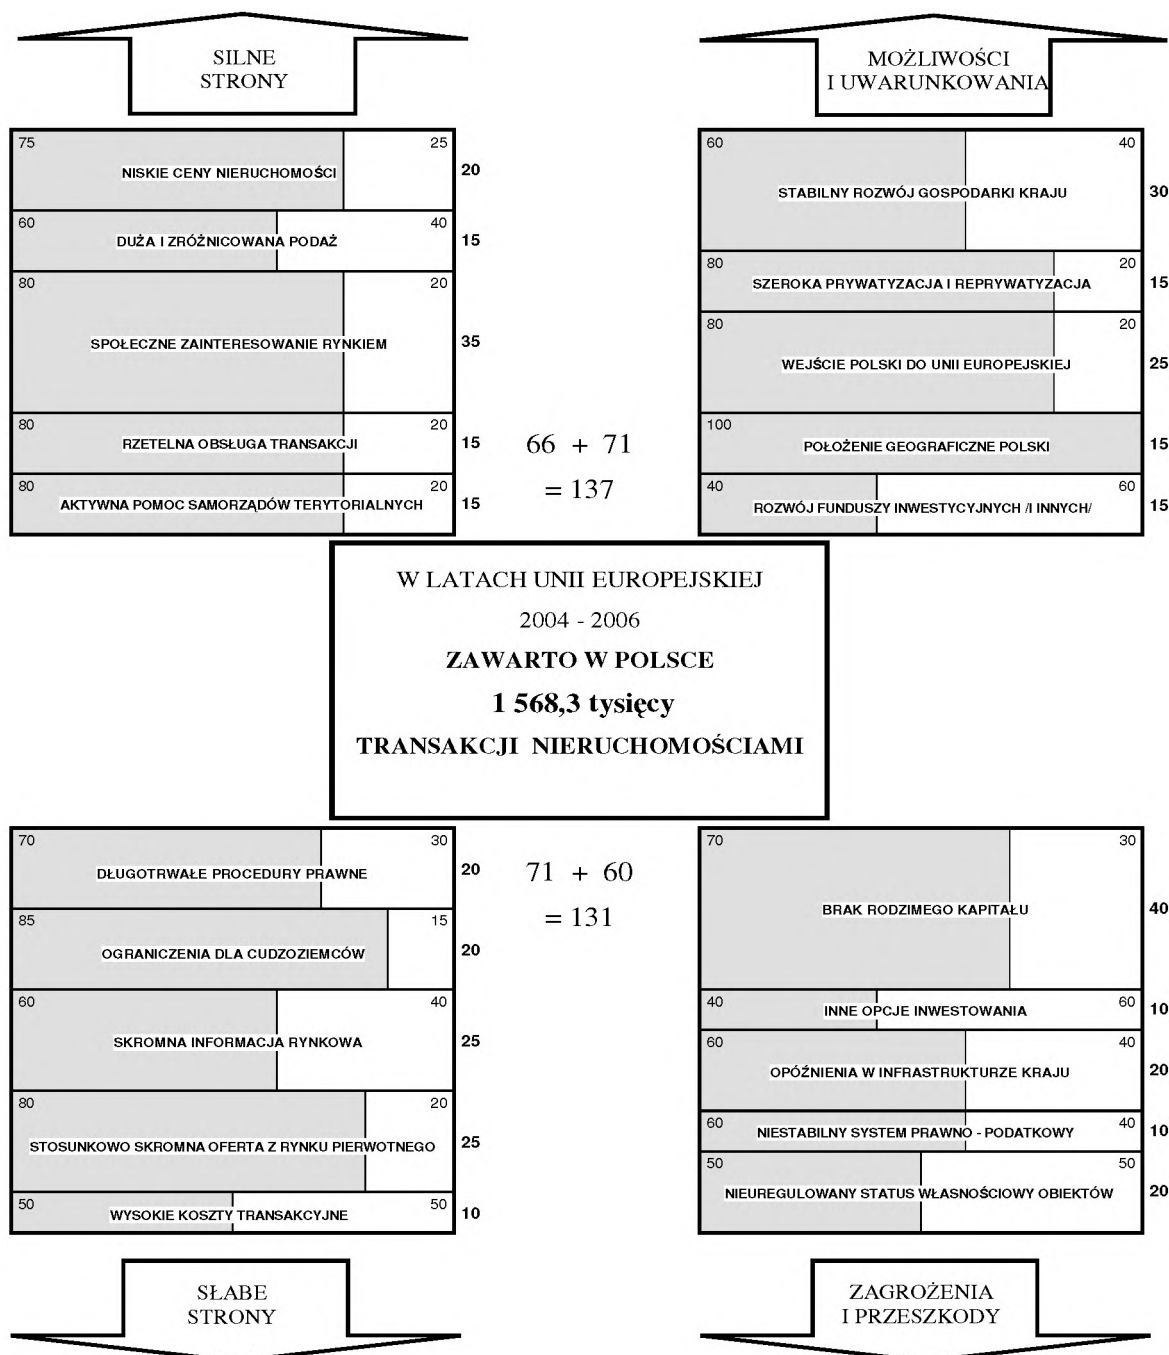 SILNE
STRONY
MOŻLIWOŚCI
I UWARUNKOWANIA
75 25
NISKIE CENY NIERUCHOMOŚCI 20
60 40
DUŻA I ZRÓŻNICOWANA PODAŻ 15
80 20
SPOŁECZNE ZAINTERESOWANIE RYNKIEM 35
80 20
RZETELNA OBSŁUGA TRANSAKCJI 15
80 20
AKTYWNA POMOC SAMORZĄDÓW TERYTORIALNYCH 15
66 + 71
= 137
60 40
STABILNY ROZWÓJ GOSPODARKI KRAJU 30
80 20
SZEROKA PRYWATYZACJA I REPRYWATYZACJA 15
80 20
WEJŚCIE POLSKI DO UNII EUROPEJSKIEJ 25
100
POŁOŻENIE GEOGRAFICZNE POLSKI 15
40 60
ROZWÓJ FUNDUSZY INWESTYCYJNYCH /I INNYCH/ 15
W LATACH UNII EUROPEJSKIEJ
2004 - 2006
ZAWARTO W POLSCE
1 568,3 tysięcy
TRANSAKCJI NIERUCHOMOŚCIAMI
70 30
DŁUGOTRWAŁE PROCEDURY PRAWNE 20
85 15
OGRANICZENIA DLA CUDZOZIEMCÓW 20
60 40
SKROMNA INFORMACJA RYNKOWA 25
80 20
STOSUNKOWO SKROMNA OFERTA Z RYNKU PIERWOTNEGO 25
50 50
WYSOKIE KOSZTY TRANSAKCYJNE 10
71 + 60
= 131
70 30
BRAK RODZIMEGO KAPITAŁU 40
40 60
INNE OPCJE INWESTOWANIA 10
60 40
OPÓŹNIENIA W INFRASTRUKTURZE KRAJU 20
60 40
NIESTABILNY SYSTEM PRAWNO - PODATKOWY 10
50 50
NIEUREGULOWANY STATUS WŁASNOŚCIOWY OBIEKTÓW 20
SŁABE
STRONY
ZAGROŻENIA
I PRZESZKODY